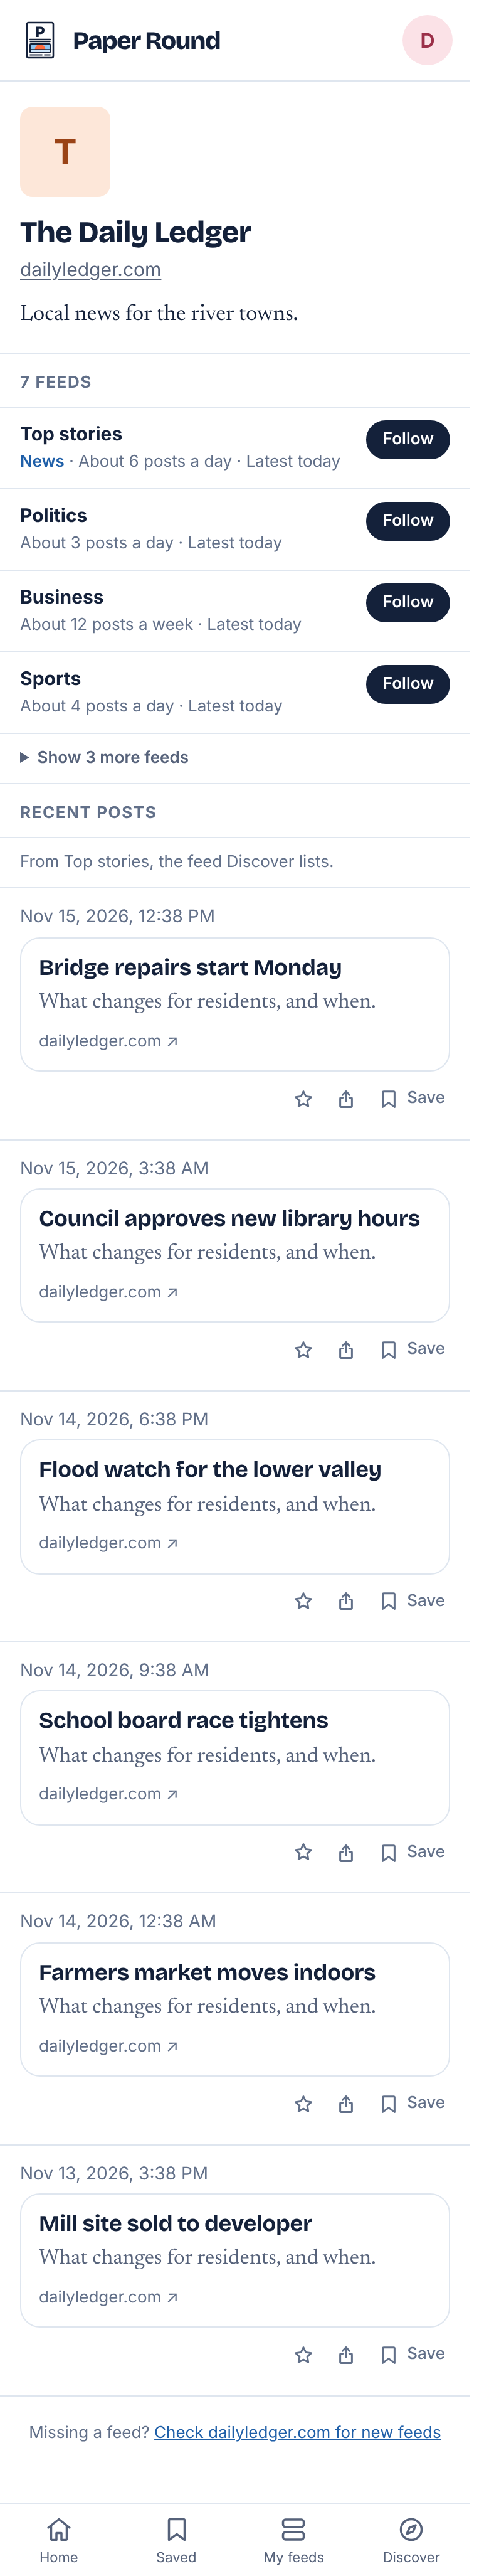 P
Paper Round
D
T
The Daily Ledger
dailyledger.com
Local news for the river towns.
7 FEEDS
Top stories
Follow
News · About 6 posts a day · Latest today
Politics
Follow
About 3 posts a day · Latest today
Business
Follow
About 12 posts a week · Latest today
Sports
Follow
About 4 posts a day · Latest today
Show 3 more feeds
RECENT POSTS
From Top stories, the feed Discover lists.
Nov 15, 2026, 12:38 PM
Bridge repairs start Monday
What changes for residents, and when.
dailyledger.com ↗
Save
Nov 15, 2026, 3:38 AM
Council approves new library hours
What changes for residents, and when.
dailyledger.com ↗
Save
Nov 14, 2026, 6:38 PM
Flood watch for the lower valley
What changes for residents, and when.
dailyledger.com ↗
Save
Nov 14, 2026, 9:38 AM
School board race tightens
What changes for residents, and when.
dailyledger.com ↗
Save
Nov 14, 2026, 12:38 AM
Farmers market moves indoors
What changes for residents, and when.
dailyledger.com ↗
Save
Nov 13, 2026, 3:38 PM
Mill site sold to developer
What changes for residents, and when.
dailyledger.com ↗
Save
Missing a feed? Check dailyledger.com for new feeds
Home Saved My feeds Discover